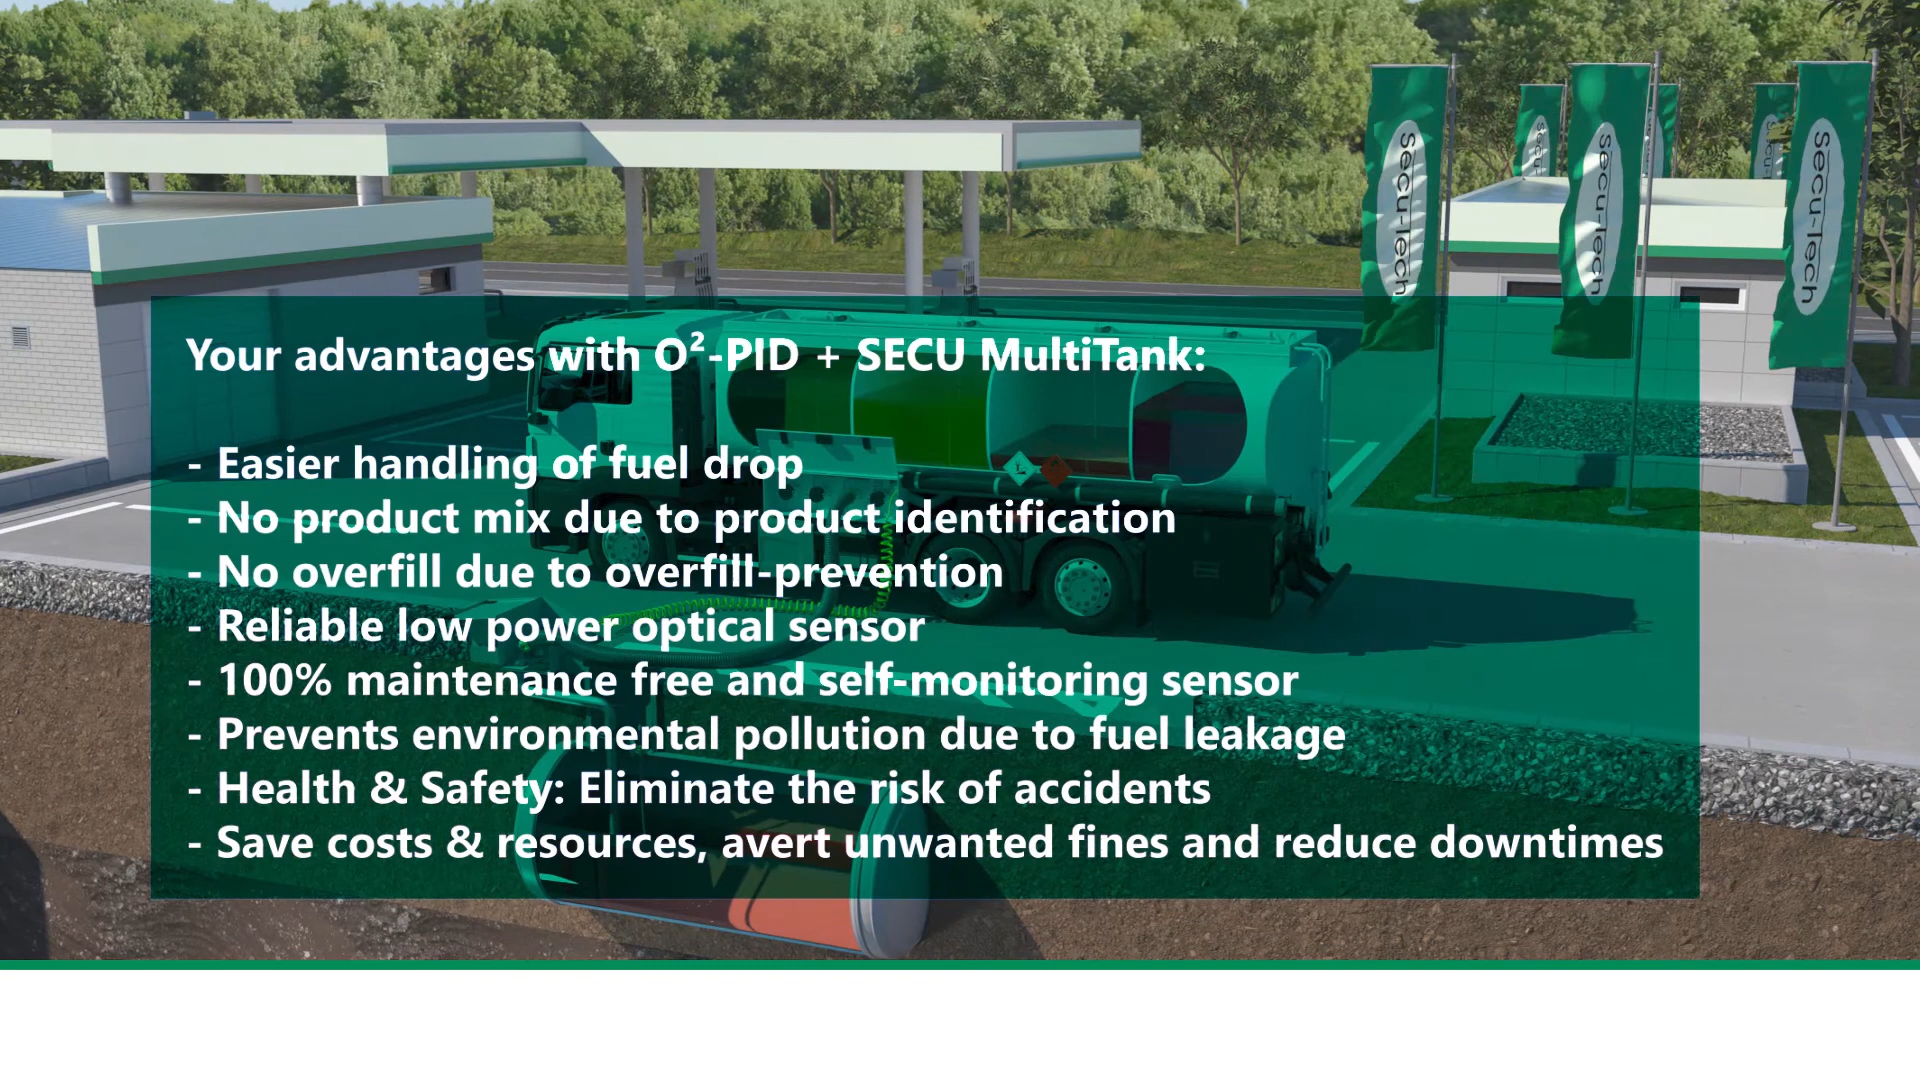 Secu-Tech
Secu-Tech
Secu-Tech
Secu-Tech
Your advantages with O²-PID + SECU MultiTank:
- Easier handling of fuel drop
- No product mix due to product identification
- No overfill due to overfill-prevention
- Reliable low power optical sensor
- 100% maintenance free and self-monitoring sensor
- Prevents environmental pollution due to fuel leakage
- Health & Safety: Eliminate the risk of accidents
- Save costs & resources, avert unwanted fines and reduce downtimes